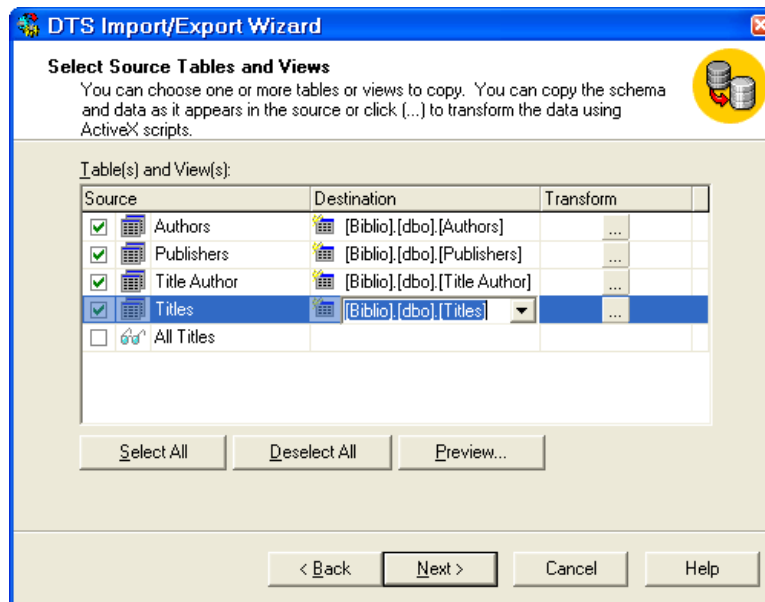 DTS Import/Export Wizard
Select Source Tables and Views
You can choose one or more tables or views to copy. You can copy the schema
and data as it appears in the source or click (...) to transform the data using
ActiveX scripts.
Table(s) and View(s):
Source Destination Transform
Authors [Biblio].[dbo].[Authors] ...
Publishers [Biblio].[dbo].[Publishers] ...
Title Author [Biblio].[dbo].[Title Author] ...
Titles [Biblio].[dbo].[Titles] ...
All Titles
Select All Deselect All Preview...
< Back Next > Cancel Help